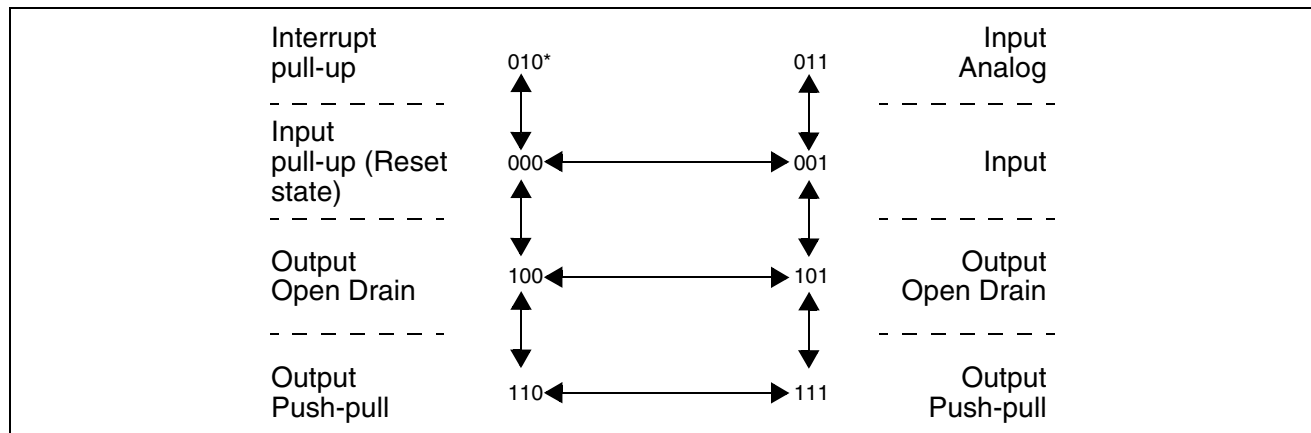 Interrupt
pull-up
010*
011
Input
Analog
Input
pull-up (Reset
state)
000
001
Input
Output
Open Drain
100
101
Output
Open Drain
Output
Push-pull
110
111
Output
Push-pull